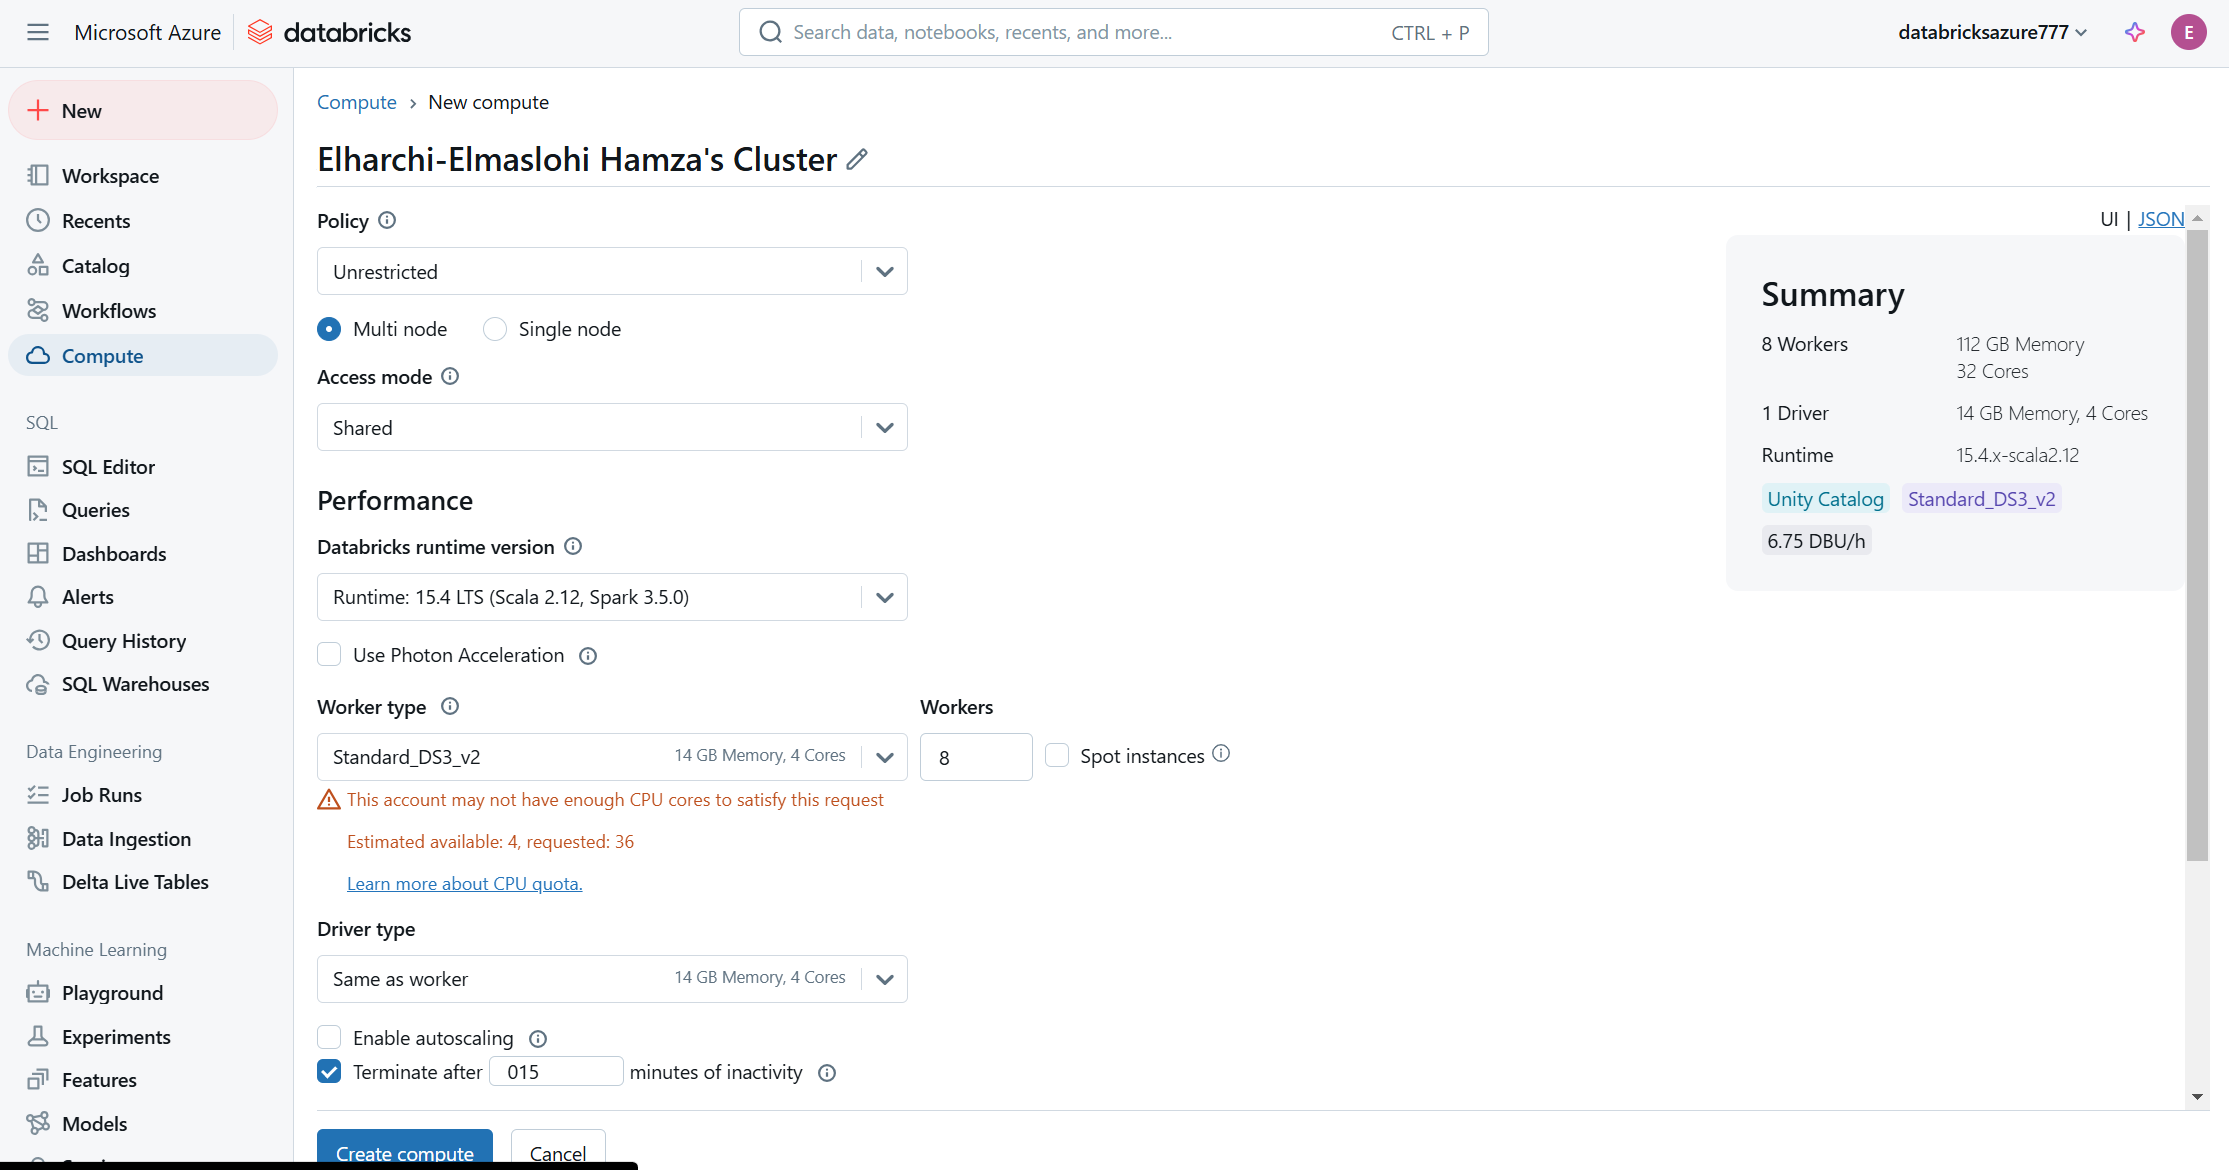 Microsoft Azure databricks
Search data, notebooks, recents, and more... CTRL + P
databricksazure777
E
New
Workspace
Recents
Catalog
Workflows
Compute
SQL
SQL Editor
Queries
Dashboards
Alerts
Query History
SQL Warehouses
Data Engineering
Job Runs
Data Ingestion
Delta Live Tables
Machine Learning
Playground
Experiments
Features
Models
Compute › New compute
Elharchi-Elmaslohi Hamza's Cluster
Policy
Unrestricted
Multi node Single node
Access mode
Shared
Performance
Databricks runtime version
Runtime: 15.4 LTS (Scala 2.12, Spark 3.5.0)
Use Photon Acceleration
Worker type Workers
Standard_DS3_v2 14 GB Memory, 4 Cores 8 Spot instances
This account may not have enough CPU cores to satisfy this request
Estimated available: 4, requested: 36
Learn more about CPU quota.
Driver type
Same as worker 14 GB Memory, 4 Cores
Enable autoscaling
Terminate after 015 minutes of inactivity
Create compute Cancel
UI | JSON
Summary
8 Workers 112 GB Memory
32 Cores
1 Driver 14 GB Memory, 4 Cores
Runtime 15.4.x-scala2.12
Unity Catalog Standard_DS3_v2
6.75 DBU/h